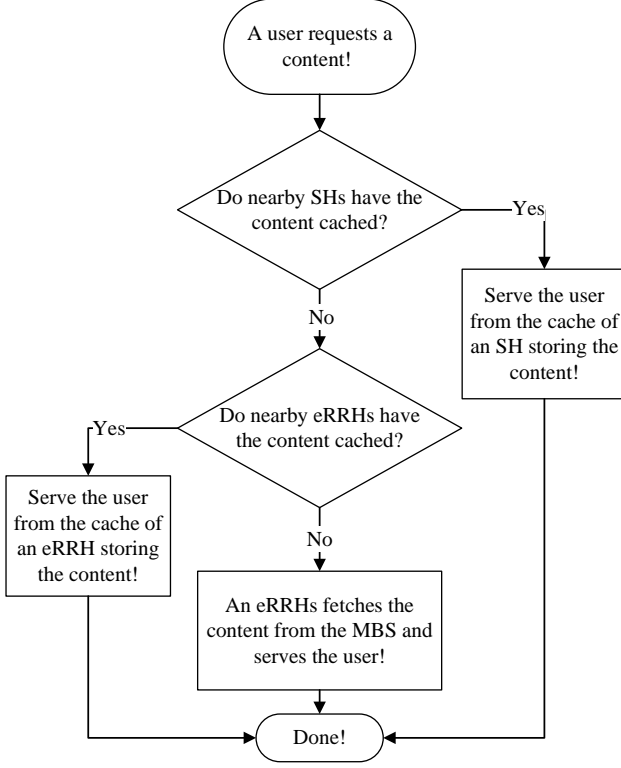 A user requests a
content!
Do nearby SHs have the
content cached?
Yes
Serve the user
from the cache of
an SH storing the
content!
No
Do nearby eRRHs have
the content cached?
Yes
Serve the user
from the cache of
an eRRH storing
the content!
No
An eRRHs fetches the
content from the MBS and
serves the user!
Done!